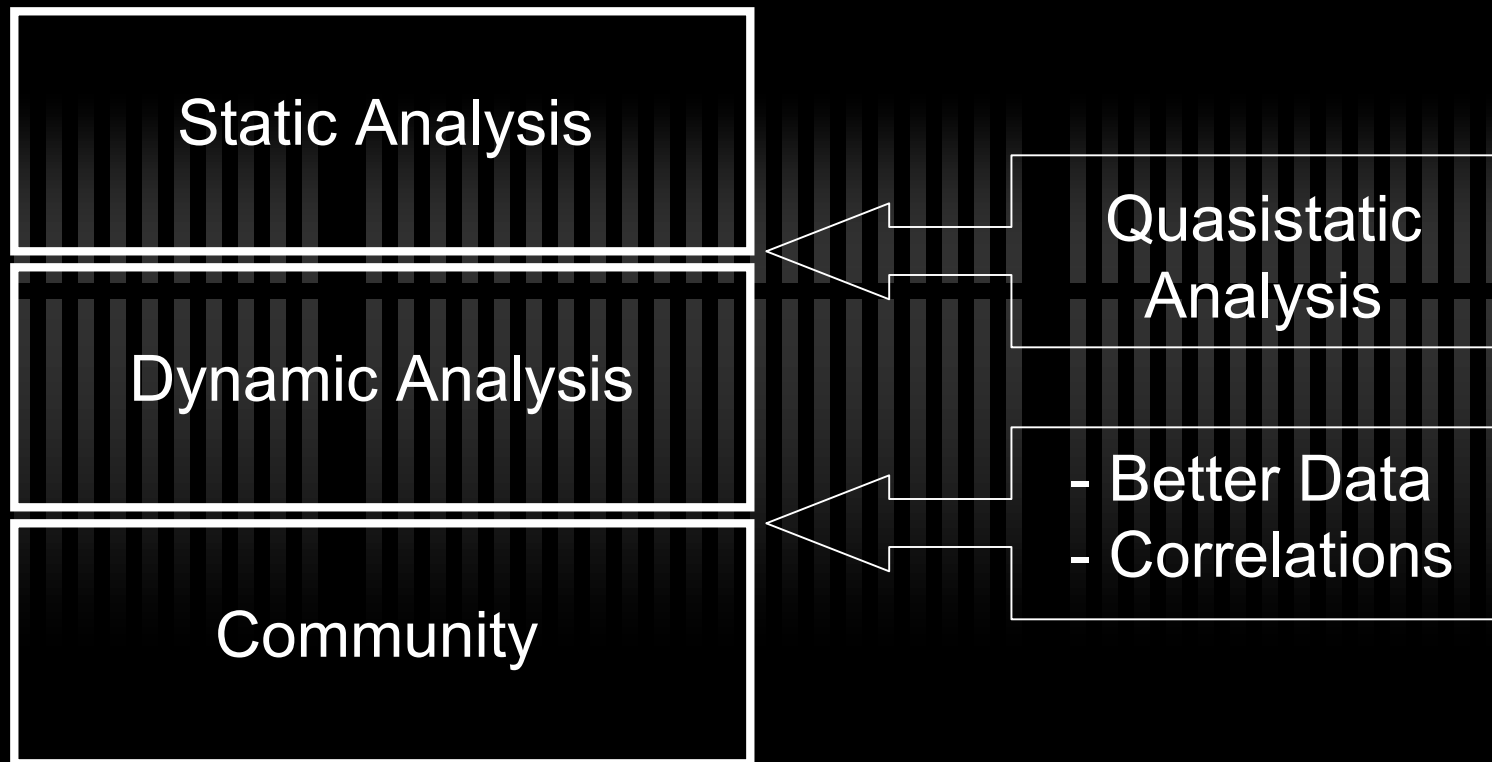 Static Analysis
Quasistatic
Analysis
Dynamic Analysis
- Better Data
- Correlations
Community